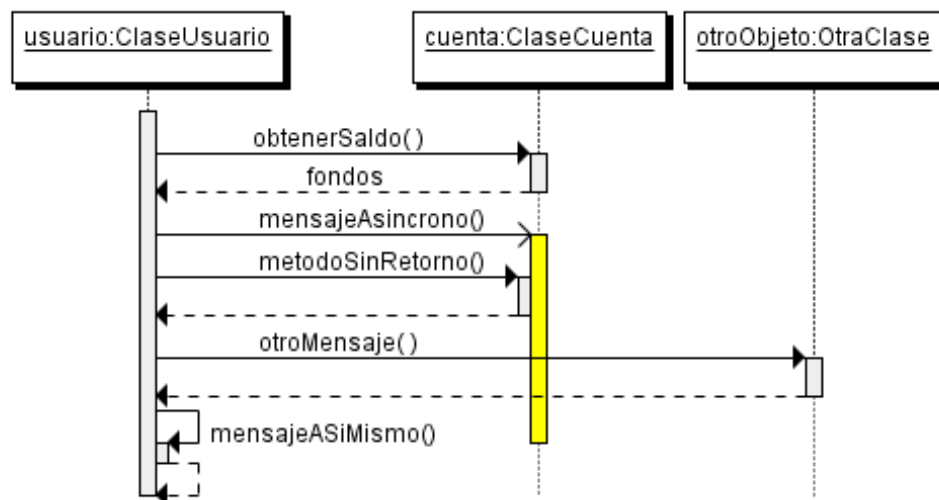 usuario:ClaseUsuario
cuenta:ClaseCuenta
otroObjeto:OtraClase
obtenerSaldo( )
fondos
mensajeAsincrono()
metodoSinRetorno()
otroMensaje( )
mensajeASiMismo()